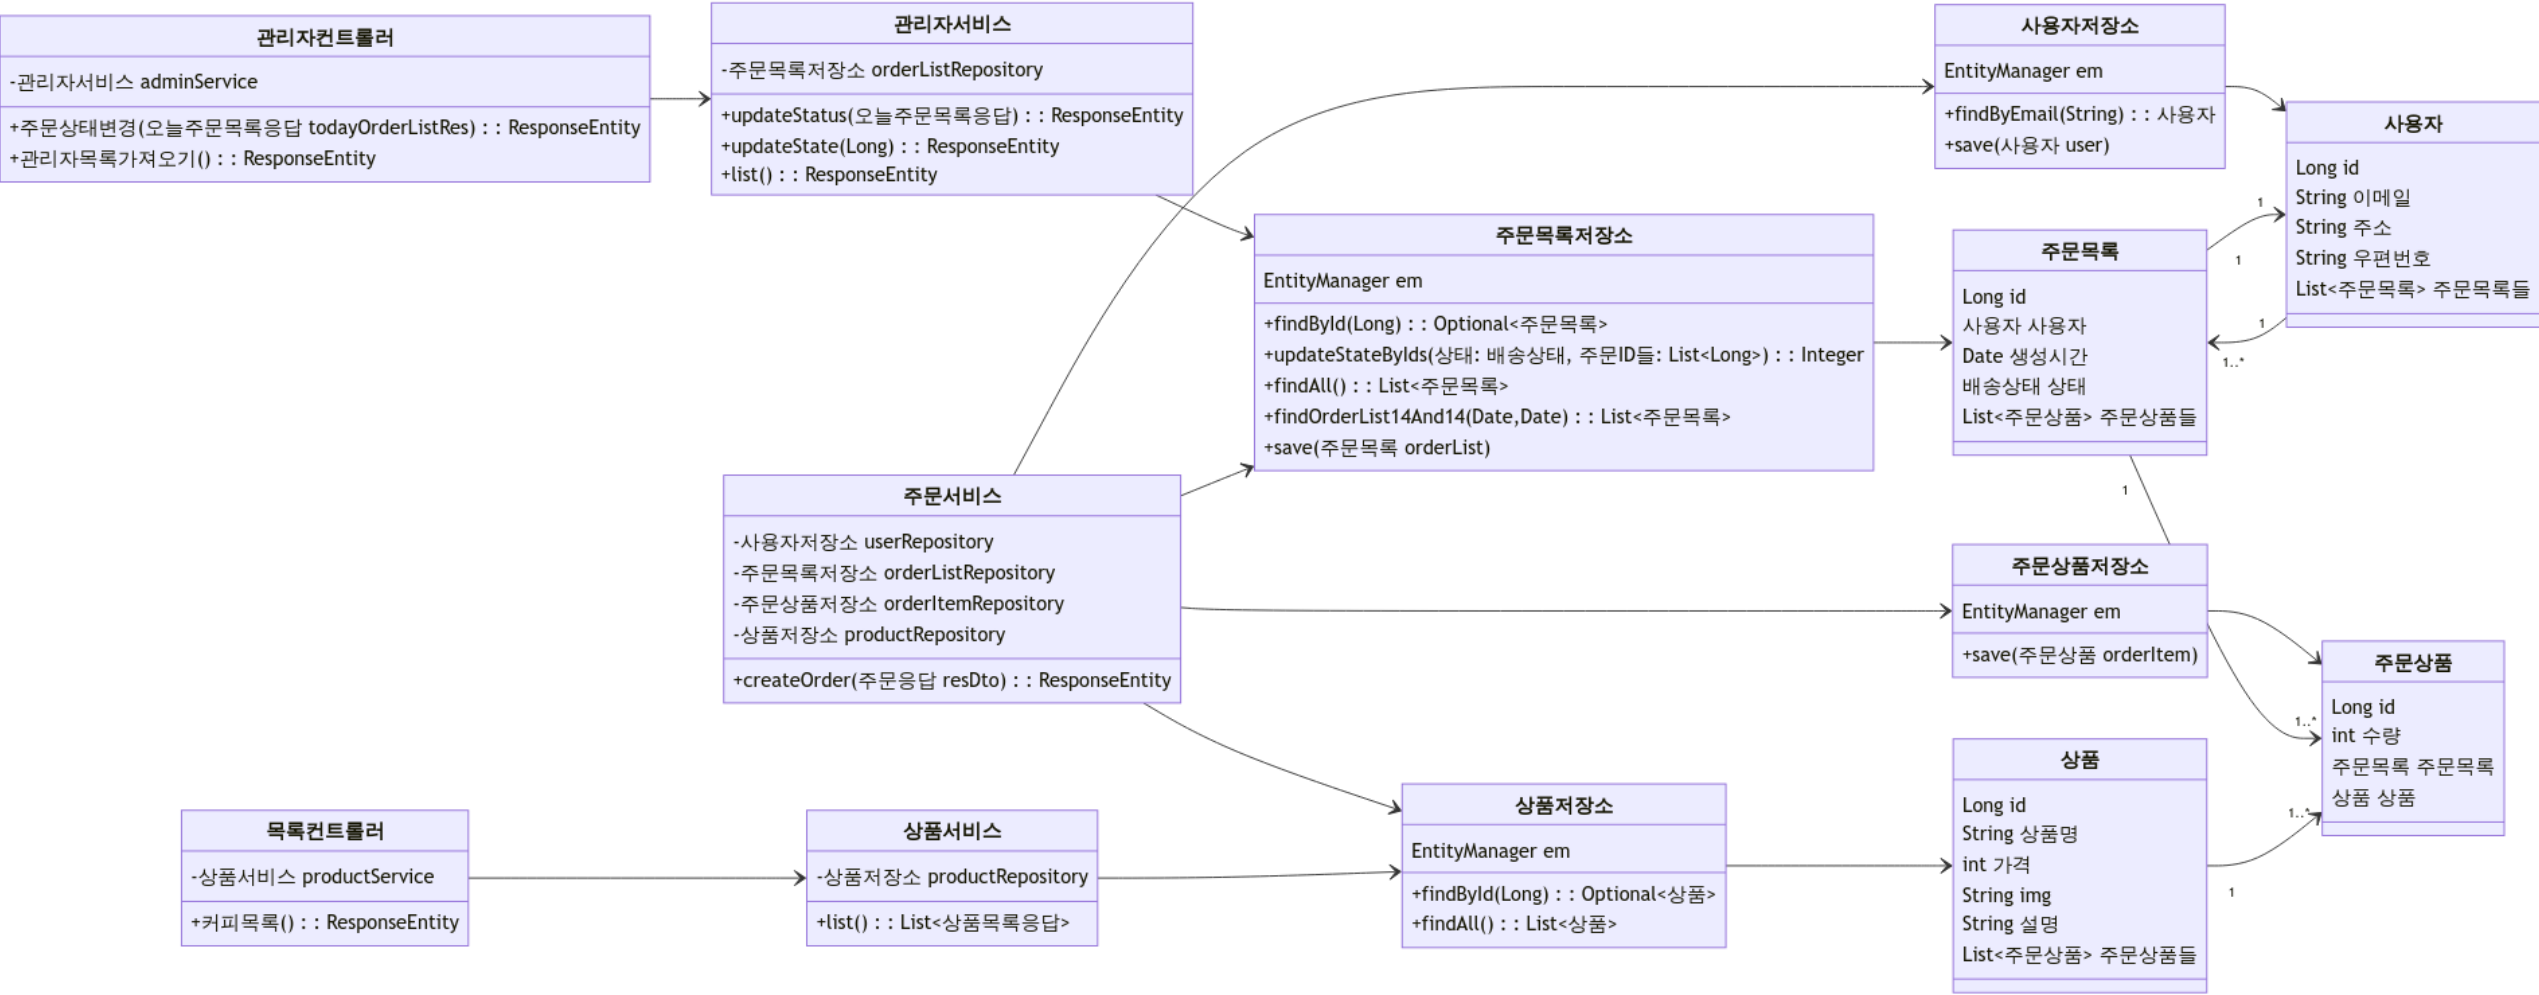 관리자컨트롤러
-관리자서비스 adminService
+주문상태변경(오늘주문목록응답 todayOrderListRes) : : ResponseEntity
+관리자목록가져오기() : : ResponseEntity
관리자서비스
-주문목록저장소 orderListRepository
+updateStatus(오늘주문목록응답) : : ResponseEntity
+updateState(Long) : : ResponseEntity
+list() : : ResponseEntity
사용자저장소
EntityManager em
+findByEmail(String) : : 사용자
+save(사용자 user)
사용자
Long id
String 이메일
String 주소
String 우편번호
List<주문목록> 주문목록들
주문목록저장소
EntityManager em
+findById(Long) : : Optional<주문목록>
+updateStateByIds(상태: 배송상태, 주문ID들: List<Long>) : : Integer
+findAll() : : List<주문목록>
+findOrderList14And14(Date,Date) : : List<주문목록>
+save(주문목록 orderList)
주문목록
Long id
사용자 사용자
Date 생성시간
배송상태 상태
List<주문상품> 주문상품들
1
1
1
1..*
1
주문서비스
-사용자저장소 userRepository
-주문목록저장소 orderListRepository
-주문상품저장소 orderItemRepository
-상품저장소 productRepository
+createOrder(주문응답 resDto) : : ResponseEntity
주문상품저장소
EntityManager em
+save(주문상품 orderItem)
주문상품
Long id
int 수량
주문목록 주문목록
상품 상품
1..*
1..*
1
목록컨트롤러
-상품서비스 productService
+커피목록() : : ResponseEntity
상품서비스
-상품저장소 productRepository
+list() : : List<상품목록응답>
상품저장소
EntityManager em
+findById(Long) : : Optional<상품>
+findAll() : : List<상품>
상품
Long id
String 상품명
int 가격
String img
String 설명
List<주문상품> 주문상품들